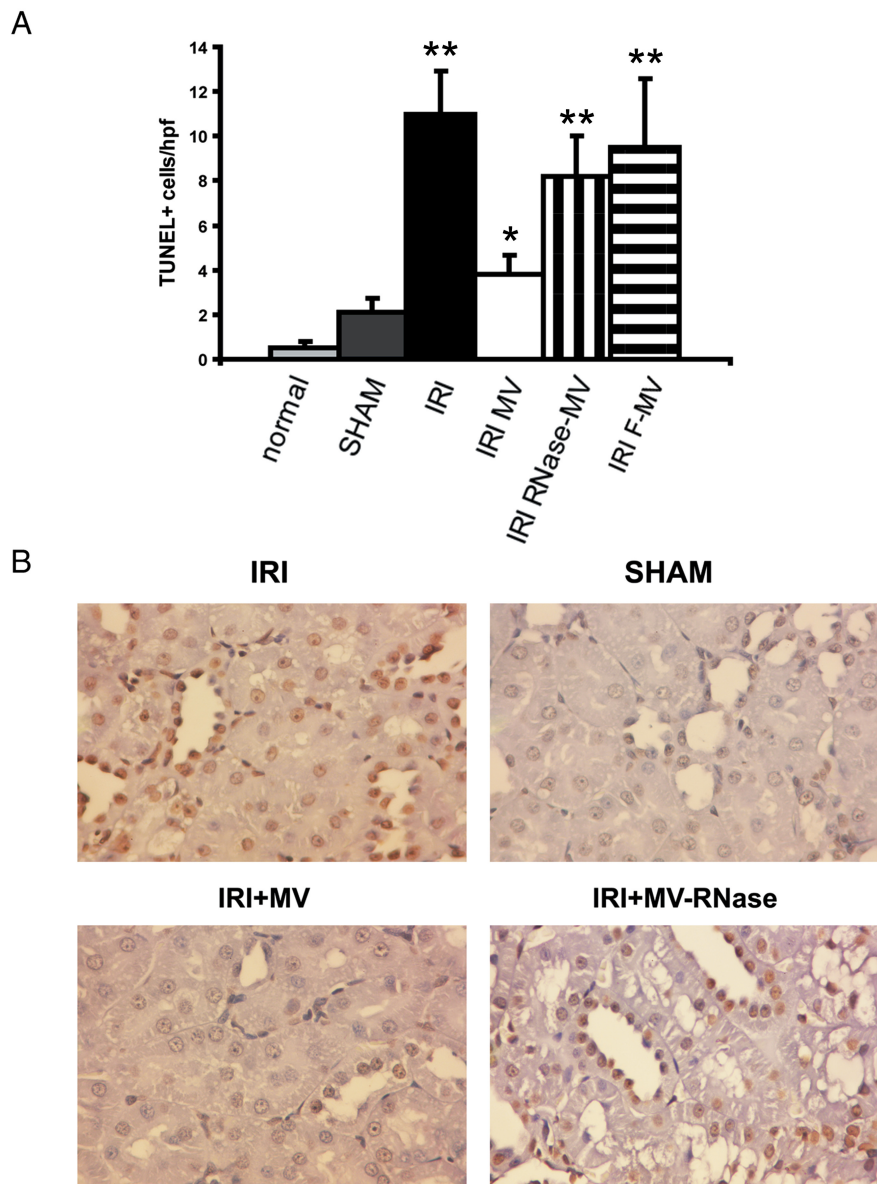 A
TUNEL+ cells/hpf
14
12
10
8
6
4
2
0
**
*
**
**
normal
SHAM
IRI
IRI MV
IRI RNase-MV
IRI F-MV
B
IRI
SHAM
IRI+MV
IRI+MV-RNase